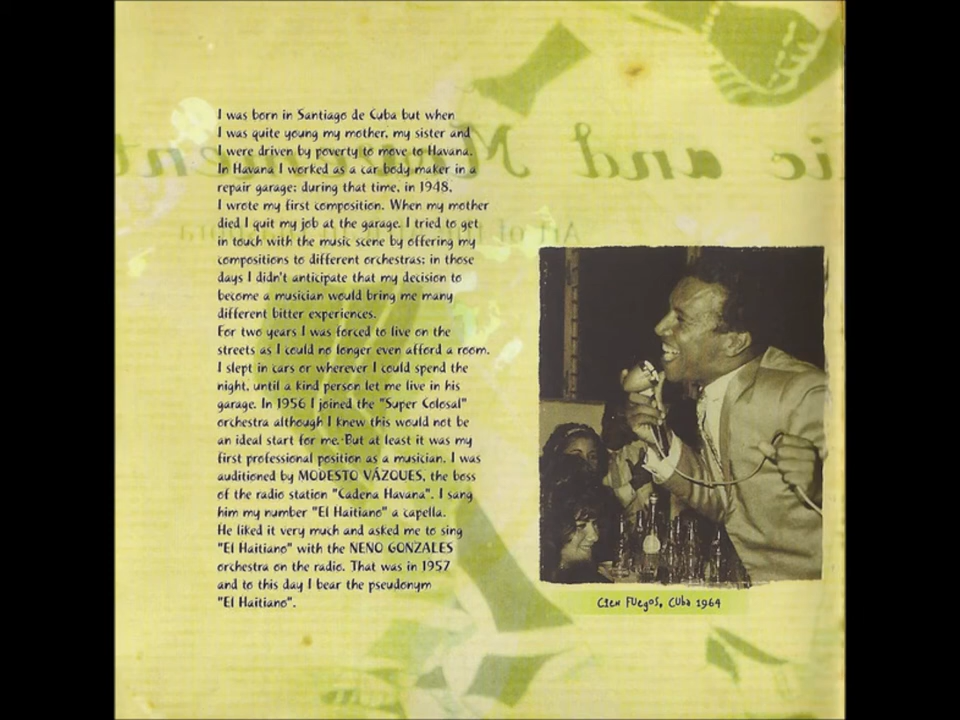 I was born in Santiago de Cuba but when
I was quite young my mother, my sister and
I were driven by poverty to move to Havana.
In Havana I worked as a car body maker in a
repair garage; during that time, in 1948,
I wrote my first composition. When my mother
died I quit my job at the garage. I tried to get
in touch with the music scene by offering my
compositions to different orchestras; in those
days I didn't anticipate that my decision to
become a musician would bring me many
different bitter experiences.
For two years I was forced to live on the
streets as I could no longer even afford a room.
I slept in cars or wherever I could spend the
night, until a kind person let me live in his
garage. In 1956 I joined the "Super Colosal"
orchestra although I knew this would not be
an ideal start for me. But at least it was my
first professional position as a musician. I was
auditioned by MODESTO VÁZQUES, the boss
of the radio station "Cadena Havana". I sang
him my number "El Haitiano" a capella.
He liked it very much and asked me to sing
"El Haitiano" with the NENO GONZALES
orchestra on the radio. That was in 1957
and to this day I bear the pseudonym
"El Haitiano".
Cien Fuegos, Cuba 1964